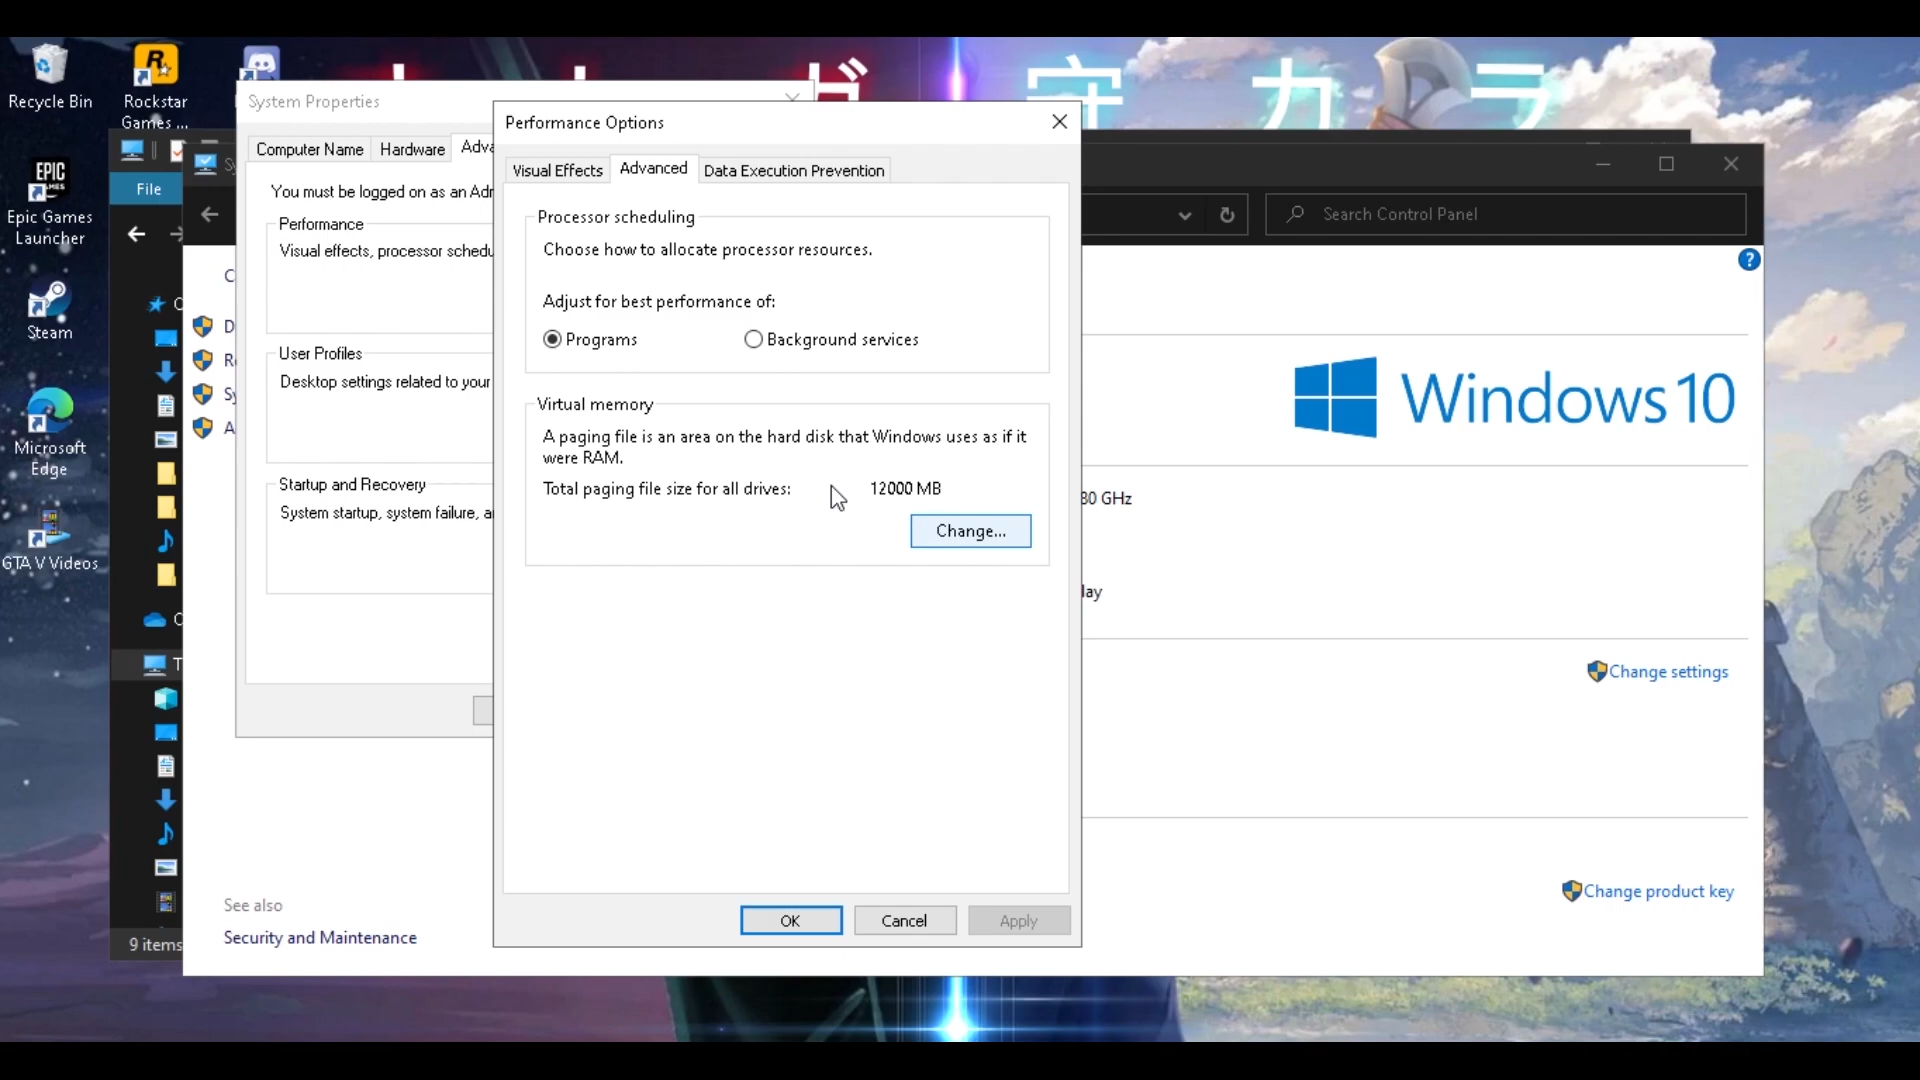 Recycle Bin
Rockstar
Games ...
Epic Games
Launcher
Steam
Microsoft
Edge
GTA V Videos
ガ 守 カ ラ
File
9 items
System Properties
Computer Name
Hardware
You must be logged on as an
Performance
Visual effects, processor
User Profiles
Desktop settings related to your
Startup and Recovery
System startup, system failure,
Performance Options
Visual Effects
Advanced
Data Execution Prevention
Processor scheduling
Choose how to allocate processor resources.
Adjust for best performance of:
Programs
Background services
Virtual memory
A paging file is an area on the hard disk that Windows uses as if it
were RAM.
Total paging file size for all drives:
12000 MB
Change...
OK
Cancel
Apply
Search Control Panel
?
Windows 10
GHz
Change settings
Change product key
See also
Security and Maintenance